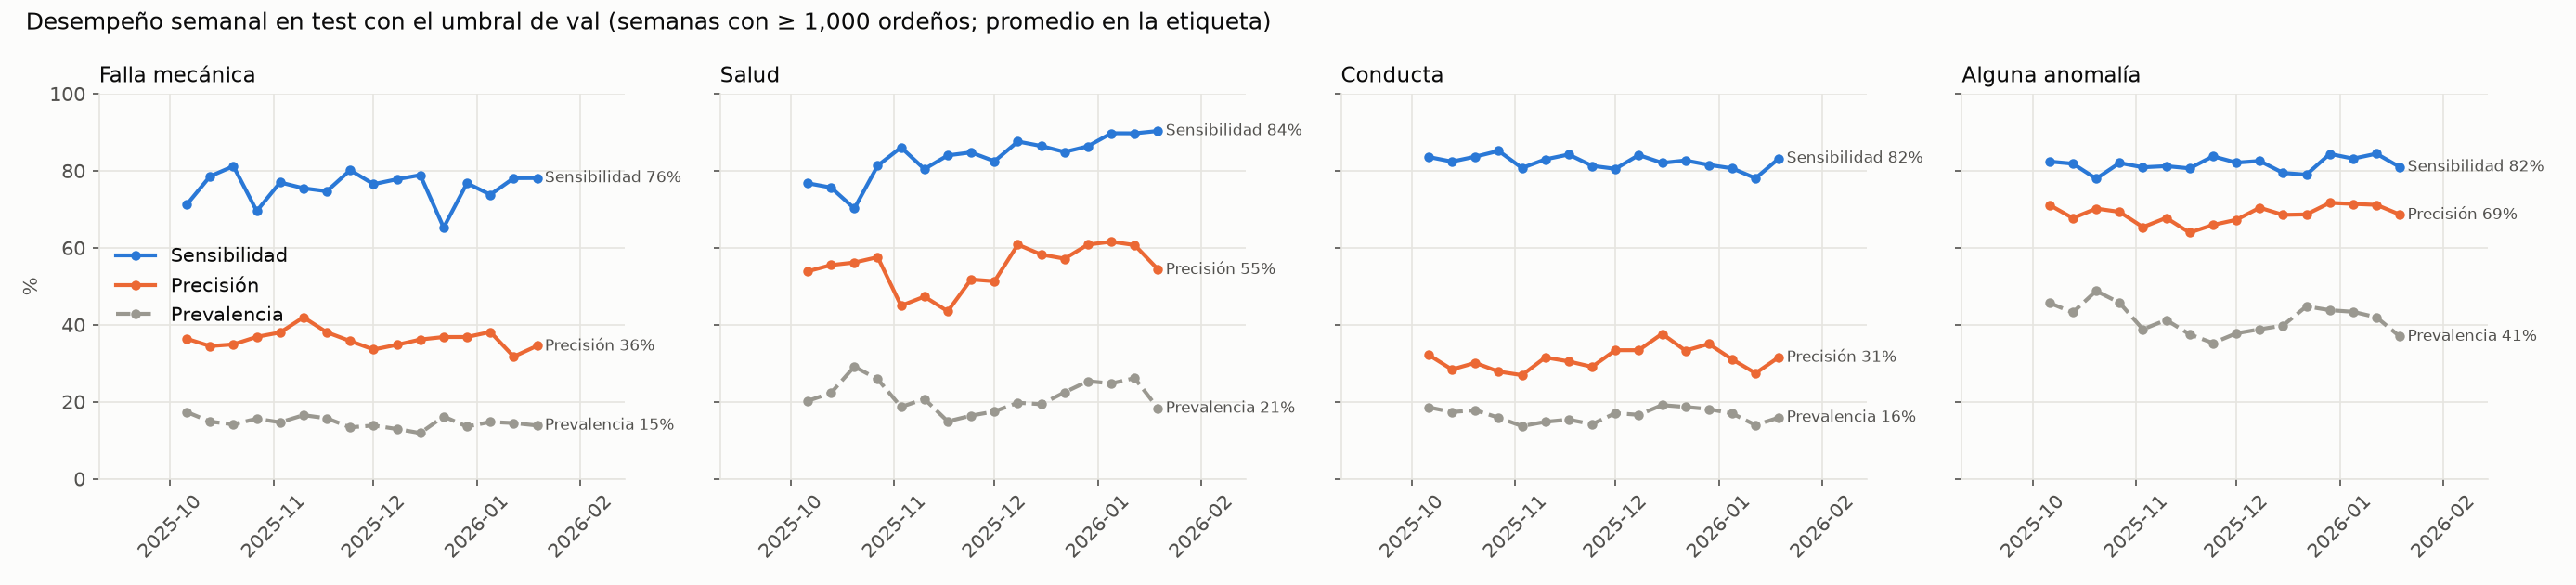 Desempeño semanal en test con el umbral de val (semanas con ≥ 1,000 ordeños; promedio en la etiqueta)
Falla mecánica
%
100
80
60
40
20
0
Sensibilidad
Precisión
Prevalencia
Sensibilidad 76%
Precisión 36%
Prevalencia 15%
2025-10
2025-11
2025-12
2026-01
2026-02
Salud
Sensibilidad 84%
Precisión 55%
Prevalencia 21%
2025-10
2025-11
2025-12
2026-01
2026-02
Conducta
Sensibilidad 82%
Precisión 31%
Prevalencia 16%
2025-10
2025-11
2025-12
2026-01
2026-02
Alguna anomalía
Sensibilidad 82%
Precisión 69%
Prevalencia 41%
2025-10
2025-11
2025-12
2026-01
2026-02